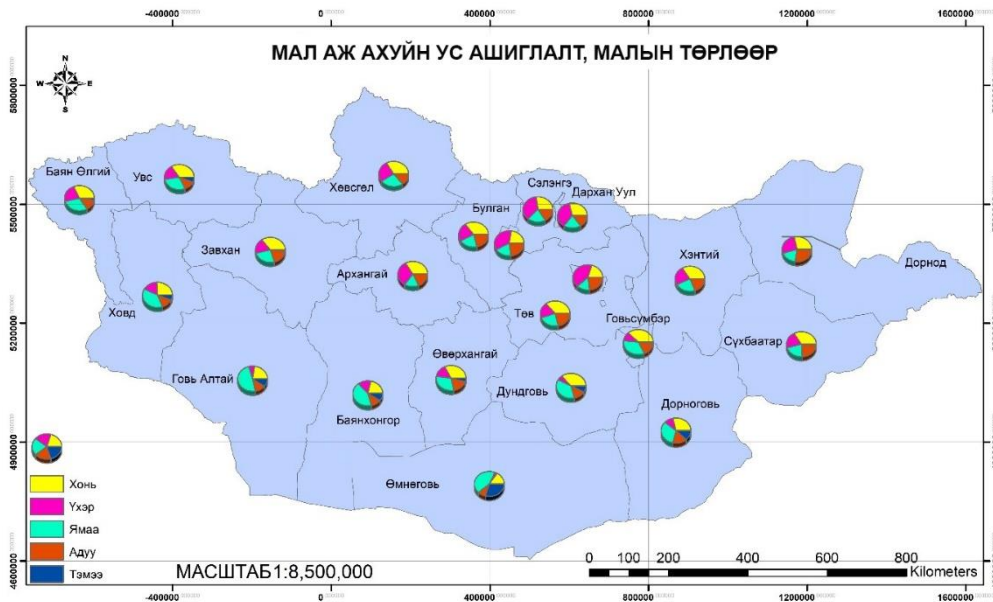 -400000 0 400000 800000 1200000 1600000
МАЛ АЖ АХУЙН УС АШИГЛАЛТ, МАЛЫН ТӨРЛӨӨР
N
W E
S
5800000
5500000
5200000
4900000
4600000
Баян Өлгий
Увс
Хөвсгөл
Сэлэнгэ
Дархан Уул
Булган
Завхан
Архангай
Хэнтий
Дорнод
Ховд
Төв
Говьсүмбэр
Сүхбаатар
Өвөрхангай
Говь Алтай
Баянхонгор
Дундговь
Дорноговь
Өмнөговь
Хонь
Үхэр
Ямаа
Адуу
Тэмээ
МАСШТАБ1:8,500,000
0 100 200 400 600 800
Kilometers
-400000 0 400000 800000 1200000 1600000